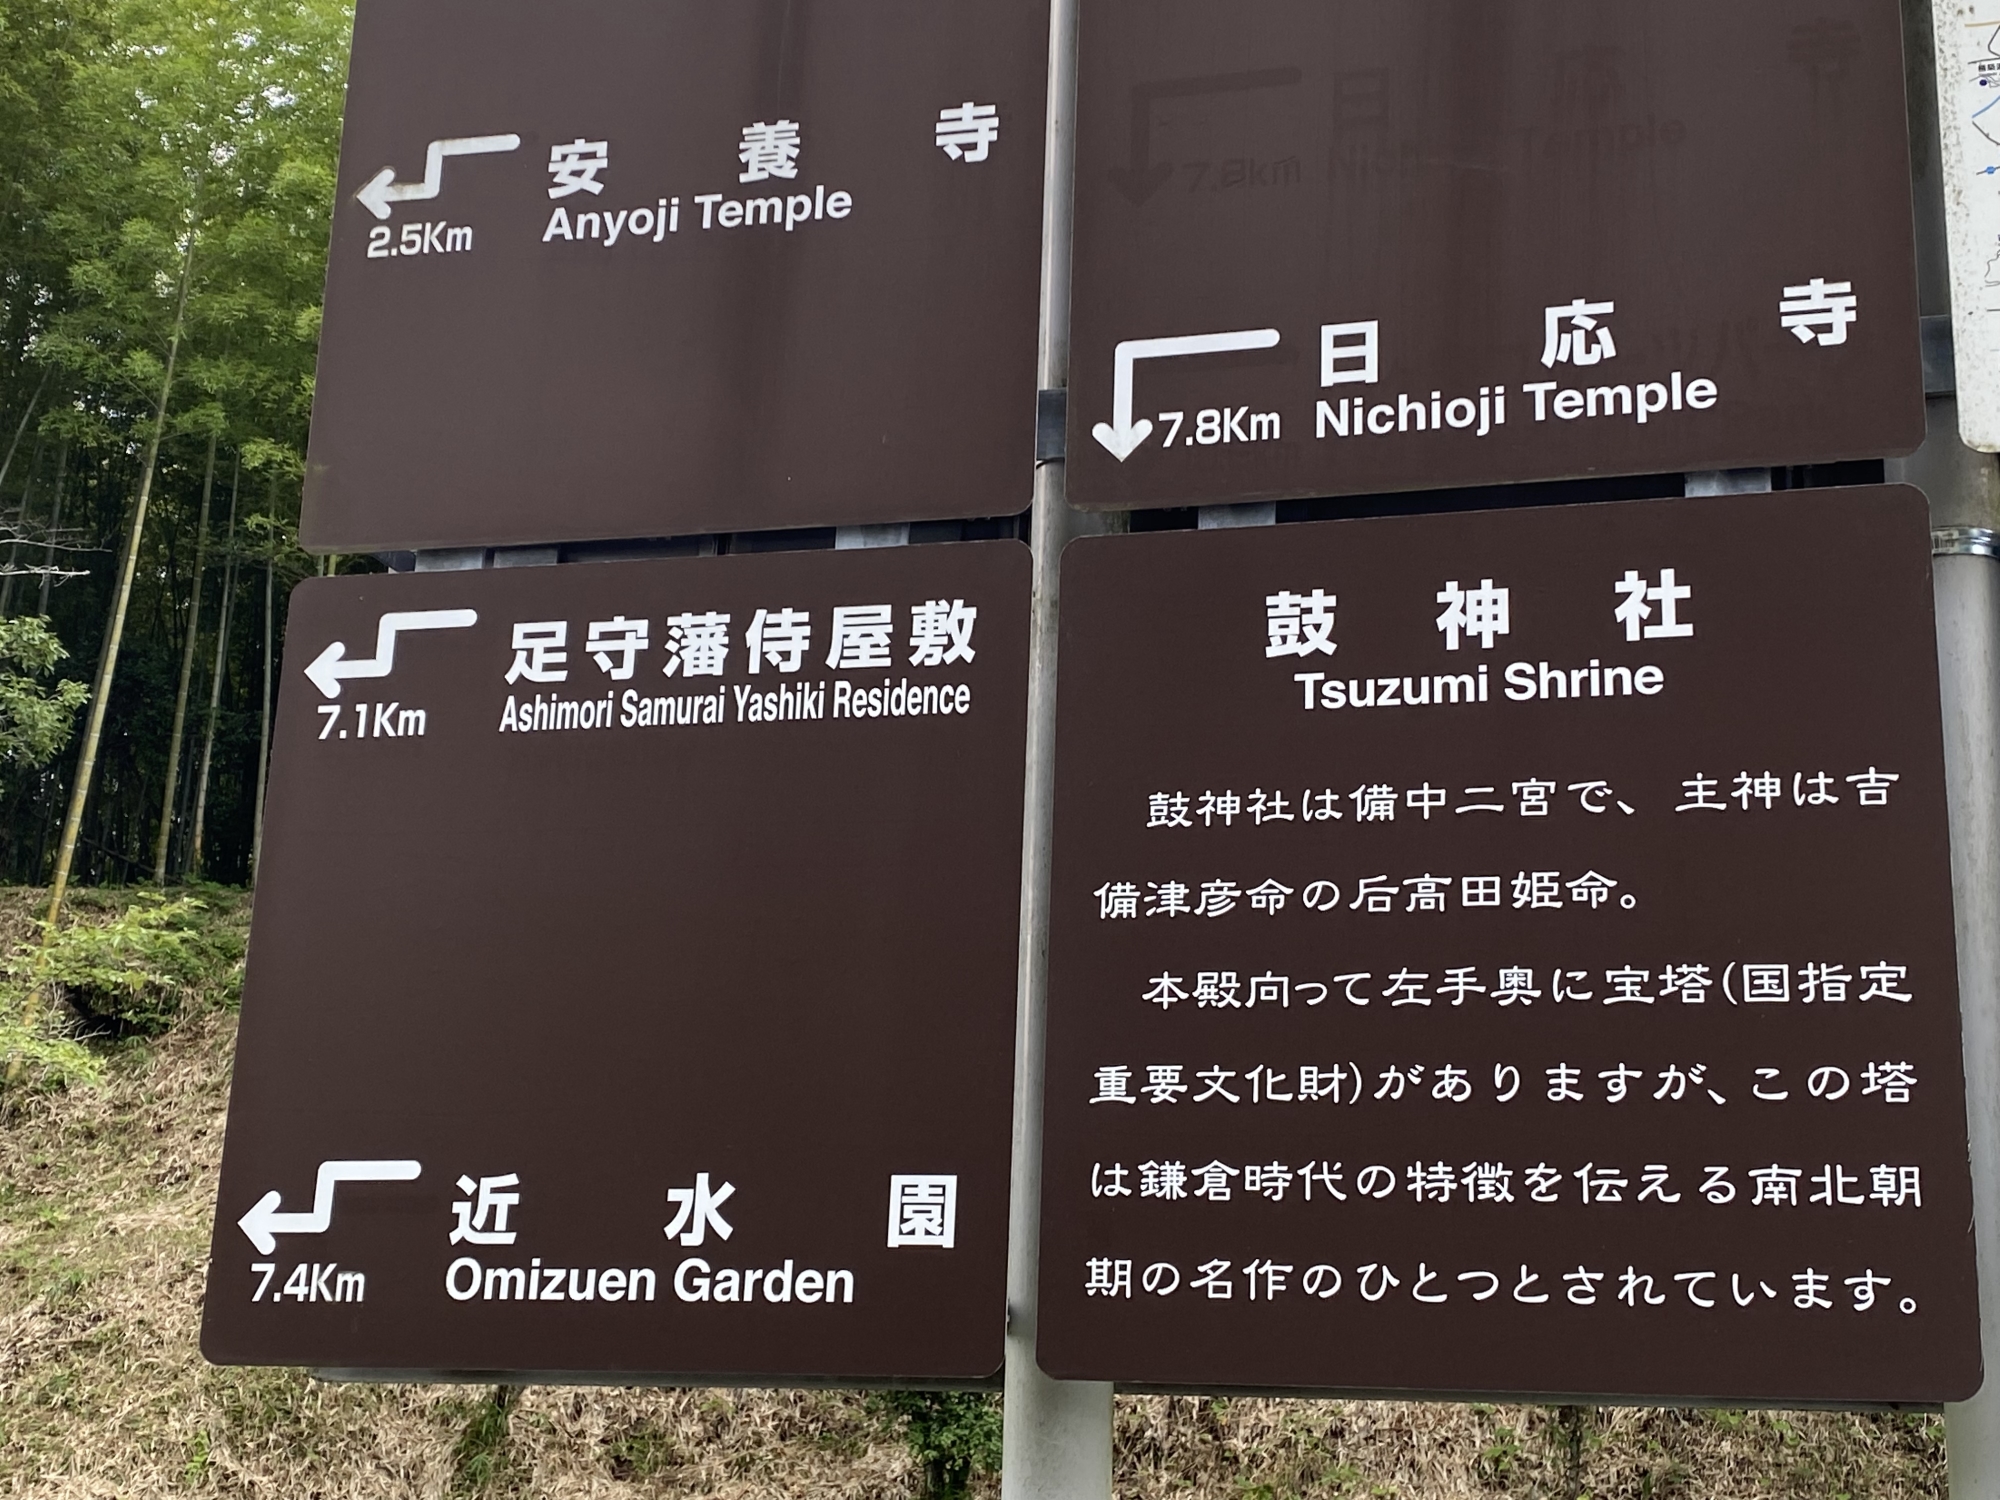 安養寺
Anyoji Temple
2.5Km
日応寺
Nichioji Temple
7.8Km
足守藩侍屋敷
Ashimori Samurai Yashiki Residence
7.1Km
近水園
Omizuen Garden
7.4Km
鼓神社
Tsuzumi Shrine
鼓神社は備中二宮で、主神は吉
備津彦命の后高田姫命。
本殿向って左手奥に宝塔(国指定
重要文化財)がありますが、この塔
は鎌倉時代の特徴を伝える南北朝
期の名作のひとつとされています。